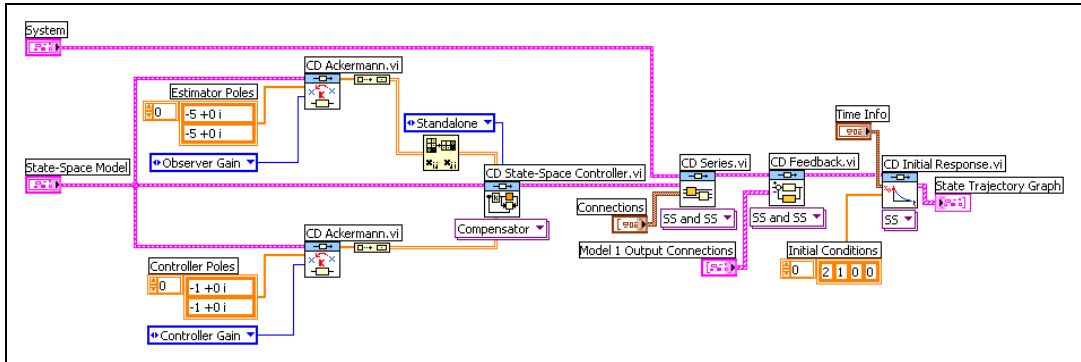 System
CD Ackermann.vi
Estimator Poles
0
-5 +0 i
-5 +0 i
Observer Gain
Standalone
Time Info
State-Space Model
CD State-Space Controller.vi
CD Series.vi
CD Feedback.vi
CD Initial Response.vi
State Trajectory Graph
Connections
SS and SS
SS and SS
SS
Compensator
CD Ackermann.vi
Model 1 Output Connections
Initial Conditions
0
2 1 0 0
Controller Poles
0
-1 +0 i
-1 +0 i
Controller Gain